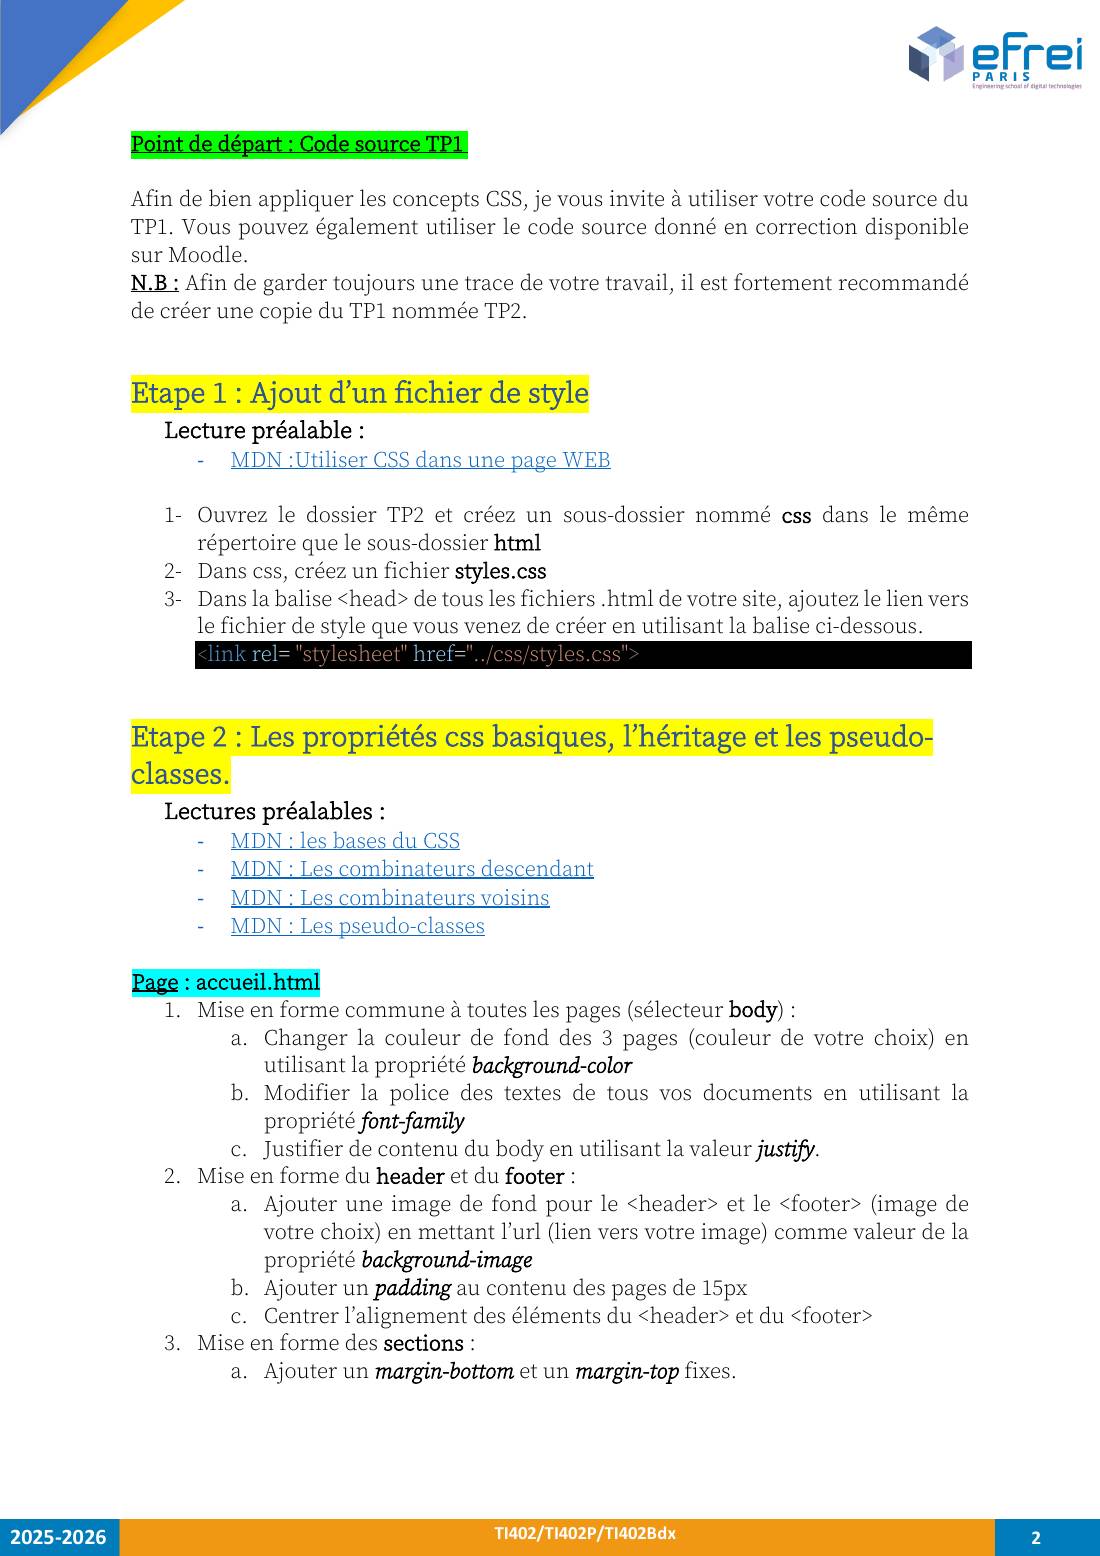 efrei
PARIS
Engineering school of digital technologies
Point de départ : Code source TP1
Afin de bien appliquer les concepts CSS, je vous invite à utiliser votre code source du
TP1. Vous pouvez également utiliser le code source donné en correction disponible
sur Moodle.
N.B : Afin de garder toujours une trace de votre travail, il est fortement recommandé
de créer une copie du TP1 nommée TP2.
Etape 1 : Ajout d’un fichier de style
Lecture préalable :
- MDN :Utiliser CSS dans une page WEB
1- Ouvrez le dossier TP2 et créez un sous-dossier nommé css dans le même
répertoire que le sous-dossier html
2- Dans css, créez un fichier styles.css
3- Dans la balise <head> de tous les fichiers .html de votre site, ajoutez le lien vers
le fichier de style que vous venez de créer en utilisant la balise ci-dessous.
<link rel= "stylesheet" href="../css/styles.css">
Etape 2 : Les propriétés css basiques, l’héritage et les pseudo-
classes.
Lectures préalables :
- MDN : les bases du CSS
- MDN : Les combinateurs descendant
- MDN : Les combinateurs voisins
- MDN : Les pseudo-classes
Page : accueil.html
1. Mise en forme commune à toutes les pages (sélecteur body) :
a. Changer la couleur de fond des 3 pages (couleur de votre choix) en
utilisant la propriété background-color
b. Modifier la police des textes de tous vos documents en utilisant la
propriété font-family
c. Justifier de contenu du body en utilisant la valeur justify.
2. Mise en forme du header et du footer :
a. Ajouter une image de fond pour le <header> et le <footer> (image de
votre choix) en mettant l’url (lien vers votre image) comme valeur de la
propriété background-image
b. Ajouter un padding au contenu des pages de 15px
c. Centrer l’alignement des éléments du <header> et du <footer>
3. Mise en forme des sections :
a. Ajouter un margin-bottom et un margin-top fixes.
2025-2026
TI402/TI402P/TI402Bdx
2